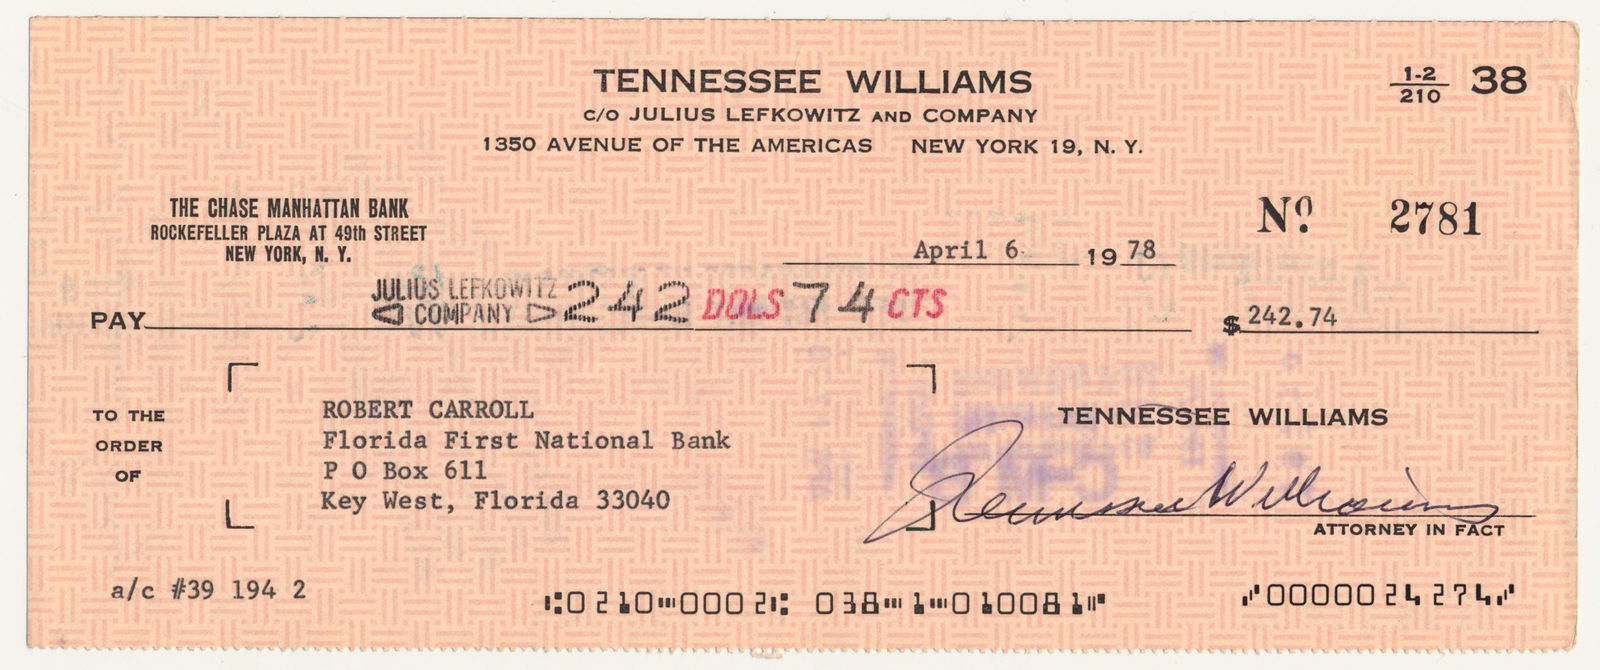 TENNESSEE WILLIAMS
c/o JULIUS LEFKOWITZ AND COMPANY
1350 AVENUE OF THE AMERICAS NEW YORK 19, N. Y.
1-2
210
38
THE CHASE MANHATTAN BANK
ROCKEFELLER PLAZA AT 49th STREET
NEW YORK, N. Y.
Nº 2781
April 6 19 78
JULIUS LEFKOWITZ
COMPANY
PAY 242 DOLS 74 CTS $ 242.74
TO THE
ORDER
OF
ROBERT CARROLL
Florida First National Bank
P O Box 611
Key West, Florida 33040
TENNESSEE WILLIAMS
Tennessee Williams
ATTORNEY IN FACT
a/c #39 194 2
⑆0210⑉0002⑆ 038⑉1⑉010081⑈ ⑈0000024274⑈